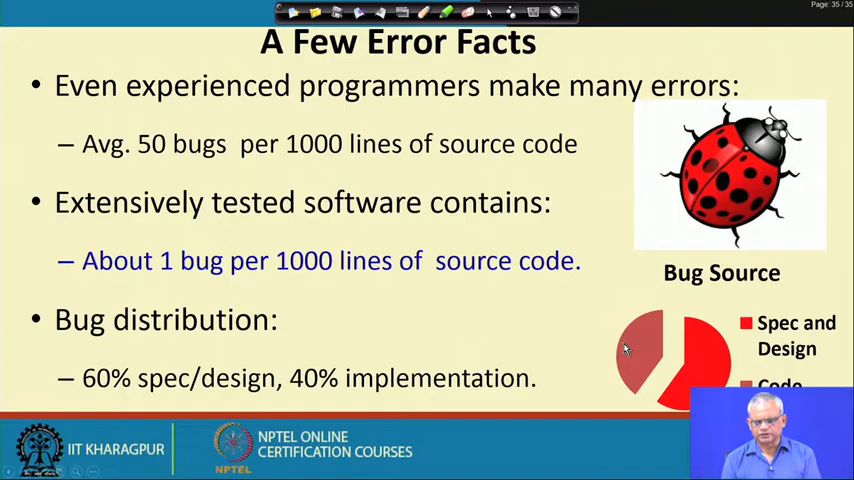 Page: 35 / 35
A Few Error Facts
• Even experienced programmers make many errors:
– Avg. 50 bugs per 1000 lines of source code
• Extensively tested software contains:
– About 1 bug per 1000 lines of source code.
Bug Source
• Bug distribution:
– 60% spec/design, 40% implementation.
Spec and
Design
Code
IIT KHARAGPUR
NPTEL
NPTEL ONLINE
CERTIFICATION COURSES